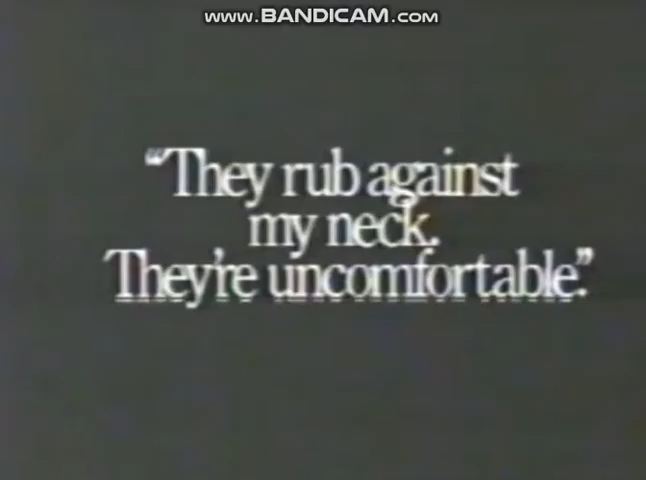 www.BANDICAM.com
“They rub against
my neck.
They're uncomfortable.”